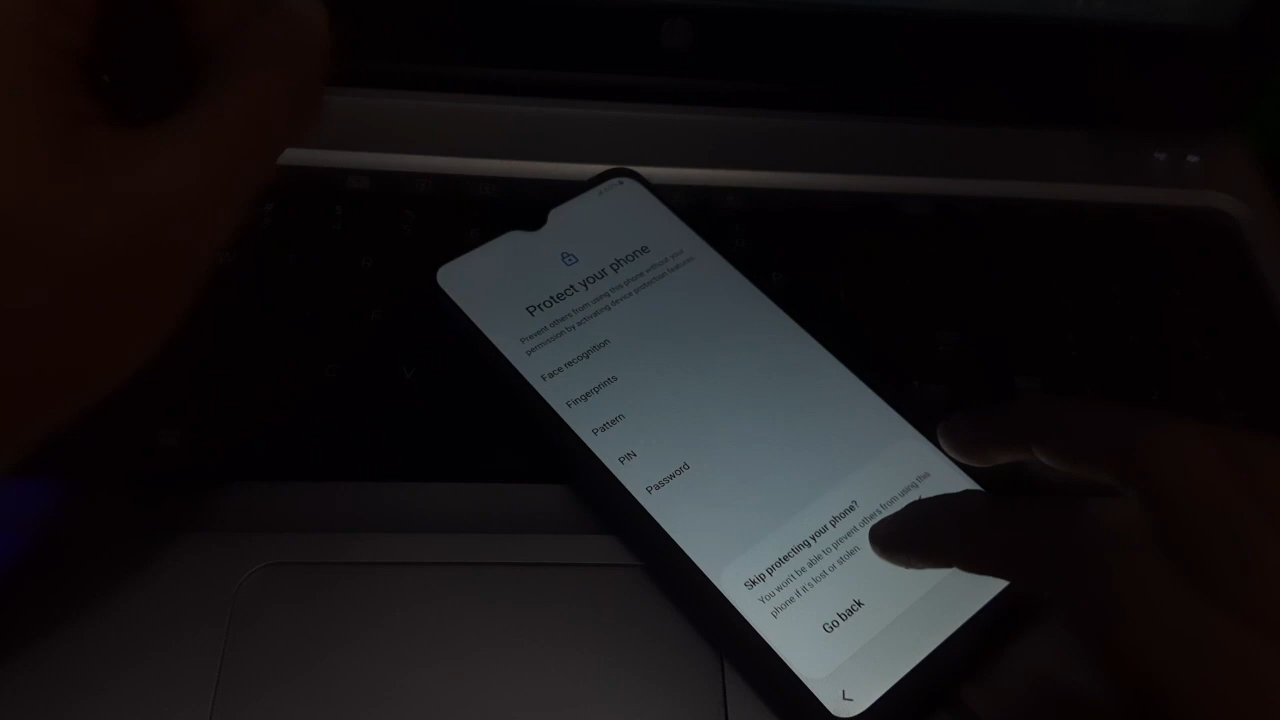 Protect your phone
Prevent others from using this phone without your
permission by activating device protection features.
Face recognition
Fingerprints
Pattern
PIN
Password
Skip protecting your phone?
You won't be able to prevent others from using this
phone if it's lost or stolen.
Go back